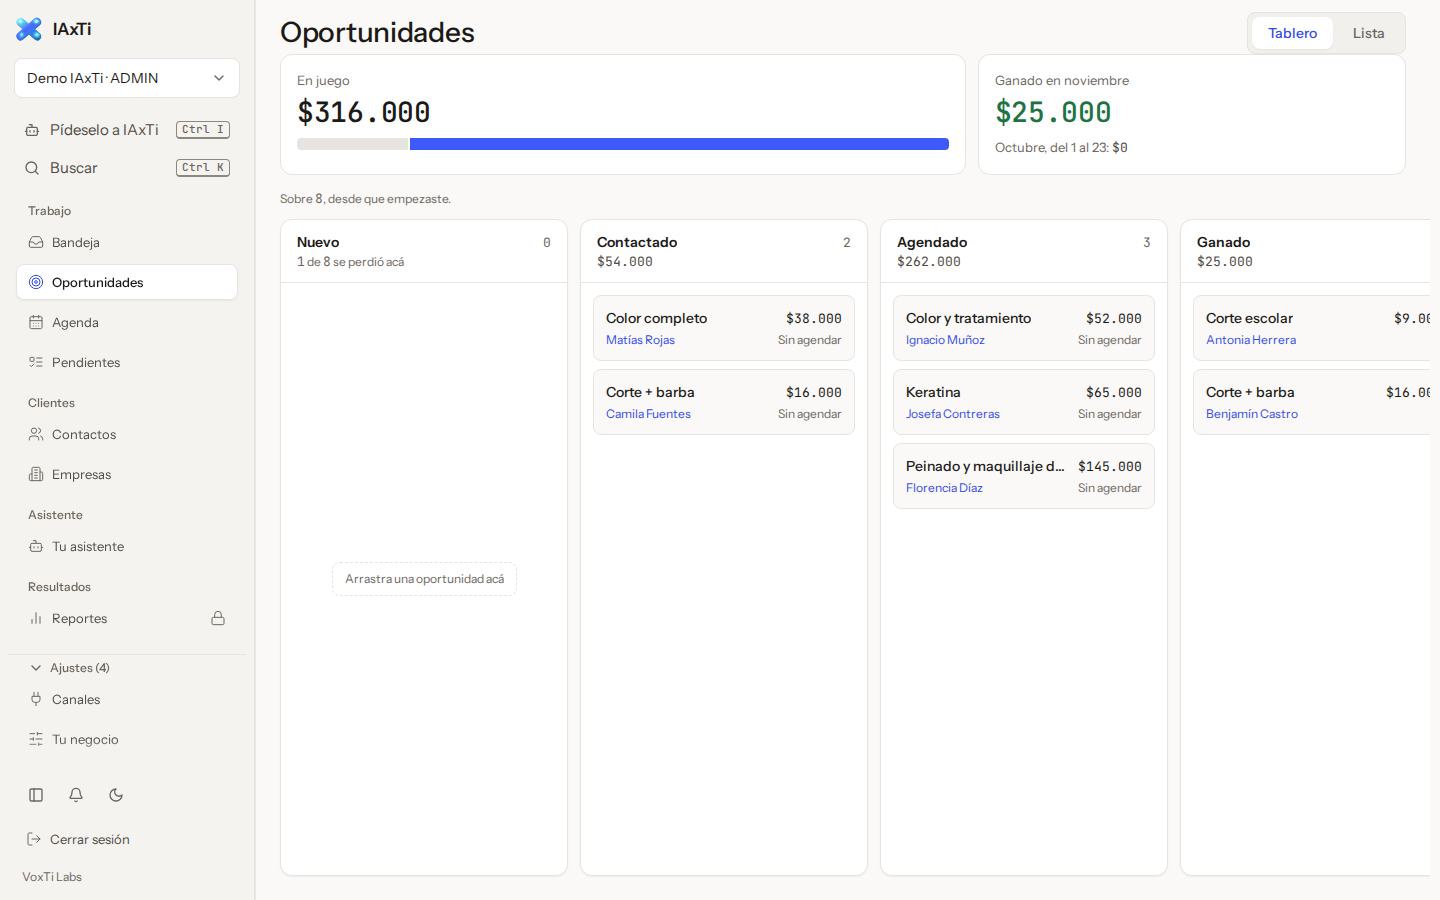 IAxTi
Demo IAxTi · ADMIN
Pídeselo a IAxTi Ctrl I
Buscar Ctrl K
Trabajo
Bandeja
Oportunidades
Agenda
Pendientes
Clientes
Contactos
Empresas
Asistente
Tu asistente
Resultados
Reportes
Ajustes (4)
Canales
Tu negocio
Cerrar sesión
VoxTi Labs
Oportunidades
Tablero Lista
En juego
$316.000
Ganado en noviembre
$25.000
Octubre, del 1 al 23: $0
Sobre 8, desde que empezaste.
Nuevo 0
1 de 8 se perdió acá
Arrastra una oportunidad acá
Contactado 2
$54.000
Color completo $38.000
Matías Rojas Sin agendar
Corte + barba $16.000
Camila Fuentes Sin agendar
Agendado 3
$262.000
Color y tratamiento $52.000
Ignacio Muñoz Sin agendar
Keratina $65.000
Josefa Contreras Sin agendar
Peinado y maquillaje d... $145.000
Florencia Díaz Sin agendar
Ganado
$25.000
Corte escolar $9.00
Antonia Herrera
Corte + barba $16.00
Benjamín Castro